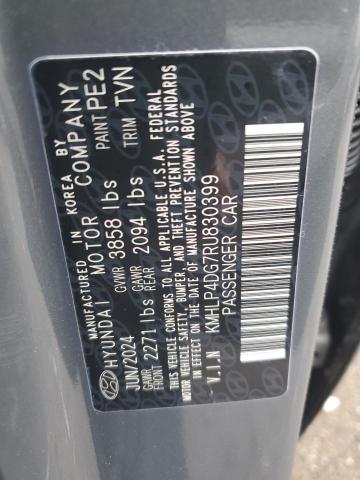 MANUFACTURED IN KOREA BY
HYUNDAI MOTOR COMPANY
JUN/2024 GVWR 3858 lbs PAINT PE2
GAWR FRONT 2271 lbs GAWR REAR 2094 lbs TRIM TVN
THIS VEHICLE CONFORMS TO ALL APPLICABLE U.S.A. FEDERAL
MOTOR VEHICLE SAFETY, BUMPER, AND THEFT PREVENTION STANDARDS
IN EFFECT ON THE DATE OF MANUFACTURE SHOWN ABOVE
V.I.N KMHLP4DG7RU880399
PASSENGER CAR